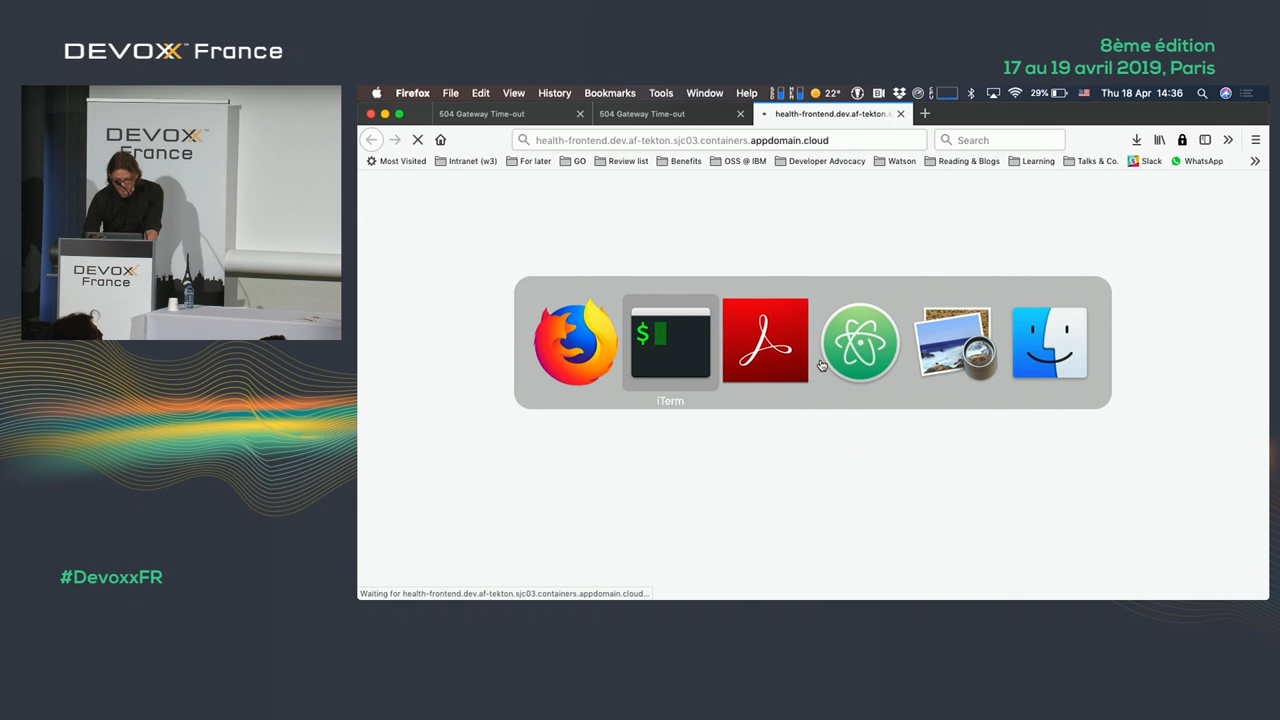 DEVOXX™ France
8ème édition
17 au 19 avril 2019, Paris
DEVOXX
France
DEVOXX
France
#DevoxxFR
Firefox File Edit View History Bookmarks Tools Window Help 22° 29% Thu 18 Apr 14:36
504 Gateway Time-out 504 Gateway Time-out health-frontend.dev.af-tekton.s
health-frontend.dev.af-tekton.sjc03.containers.appdomain.cloud Search
Most Visited Intranet (w3) For later GO Review list Benefits OSS @ IBM Developer Advocacy Watson Reading & Blogs Learning Talks & Co. Slack WhatsApp
$
iTerm
Waiting for health-frontend.dev.af-tekton.sjc03.containers.appdomain.cloud...